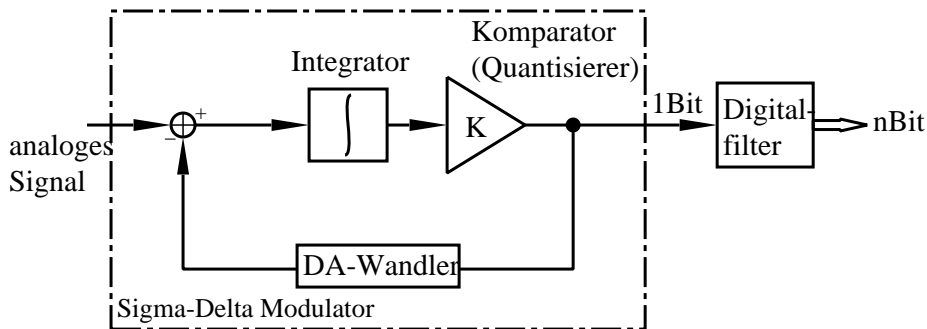 Komparator
(Quantisierer)
Integrator
1Bit
Digital-
filter
nBit
+
−
K
analoges
Signal
DA-Wandler
Sigma-Delta Modulator